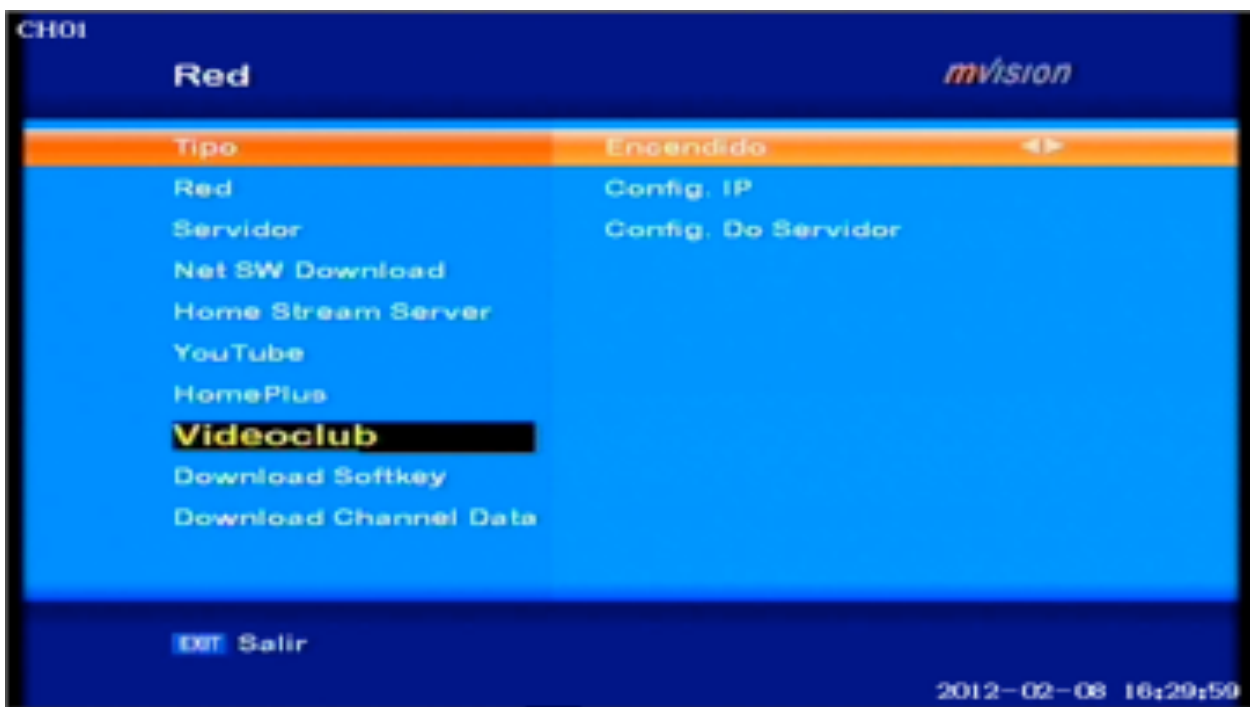 CH01
Red mvision
Tipo Encendido
Red Config. IP
Servidor Config. Do Servidor
Net SW Download
Home Stream Server
YouTube
HomePlus
Videoclub
Download Softkey
Download Channel Data
EXIT Salir
2012-02-08 16:29:59